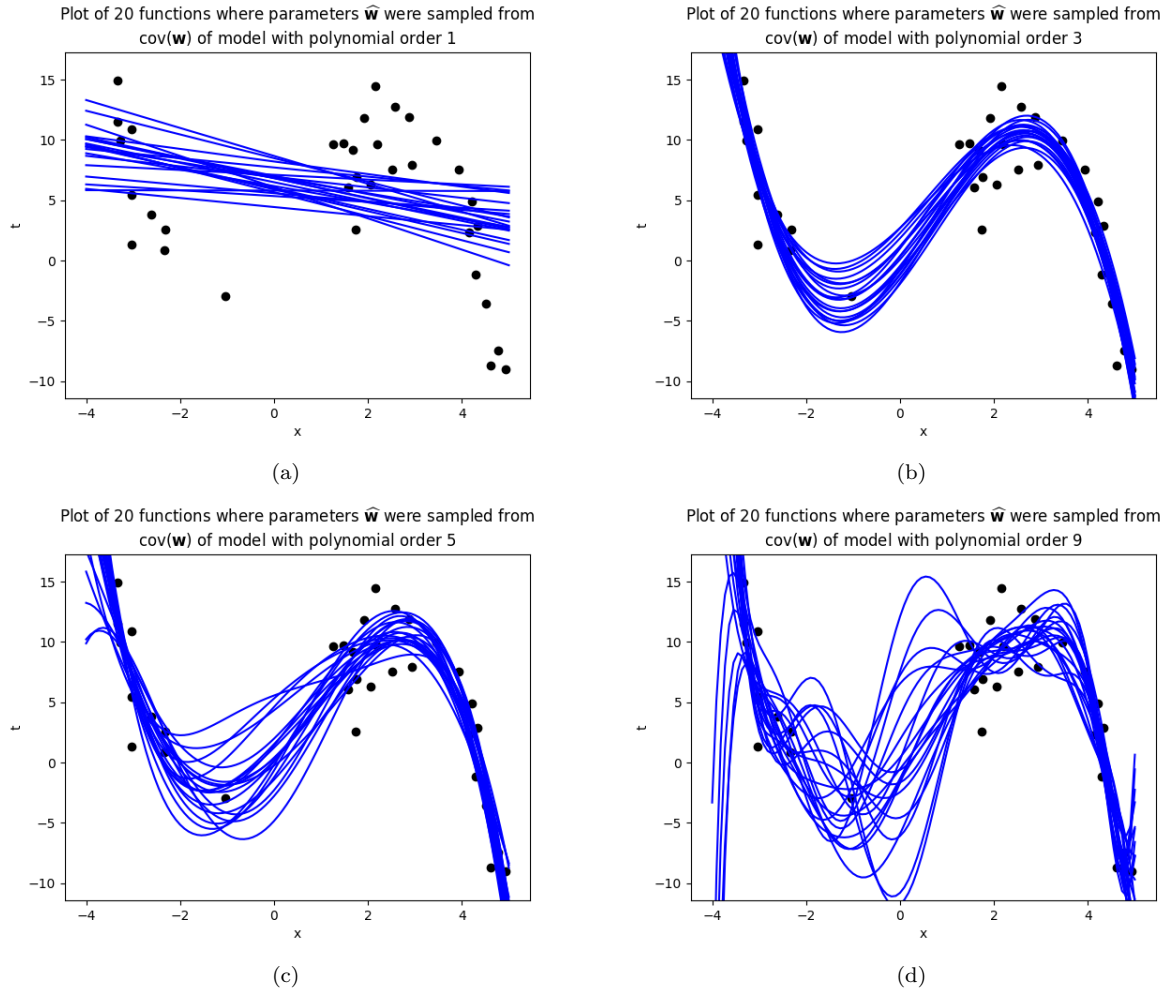 Plot of 20 functions where parameters ŵ were sampled from
cov(w) of model with polynomial order 1
15
10
5
0
−5
−10
t
−4 −2 0 2 4
x
(a)
Plot of 20 functions where parameters ŵ were sampled from
cov(w) of model with polynomial order 3
15
10
5
0
−5
−10
t
−4 −2 0 2 4
x
(b)
Plot of 20 functions where parameters ŵ were sampled from
cov(w) of model with polynomial order 5
15
10
5
0
−5
−10
t
−4 −2 0 2 4
x
(c)
Plot of 20 functions where parameters ŵ were sampled from
cov(w) of model with polynomial order 9
15
10
5
0
−5
−10
t
−4 −2 0 2 4
x
(d)